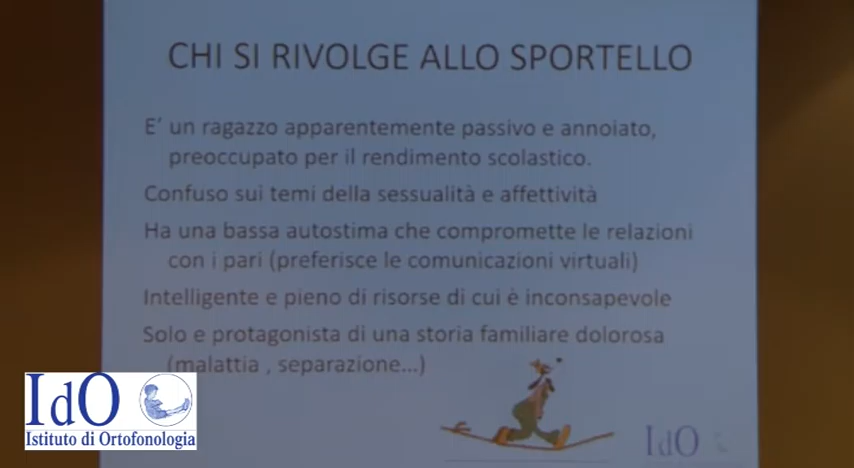 CHI SI RIVOLGE ALLO SPORTELLO
E' un ragazzo apparentemente passivo e annoiato,
preoccupato per il rendimento scolastico.
Confuso sui temi della sessualità e affettività
Ha una bassa autostima che compromette le relazioni
con i pari (preferisce le comunicazioni virtuali)
Intelligente e pieno di risorse di cui è inconsapevole
Solo e protagonista di una storia familiare dolorosa
(malattia , separazione...)
IdO
Istituto di Ortofonologia
IdO